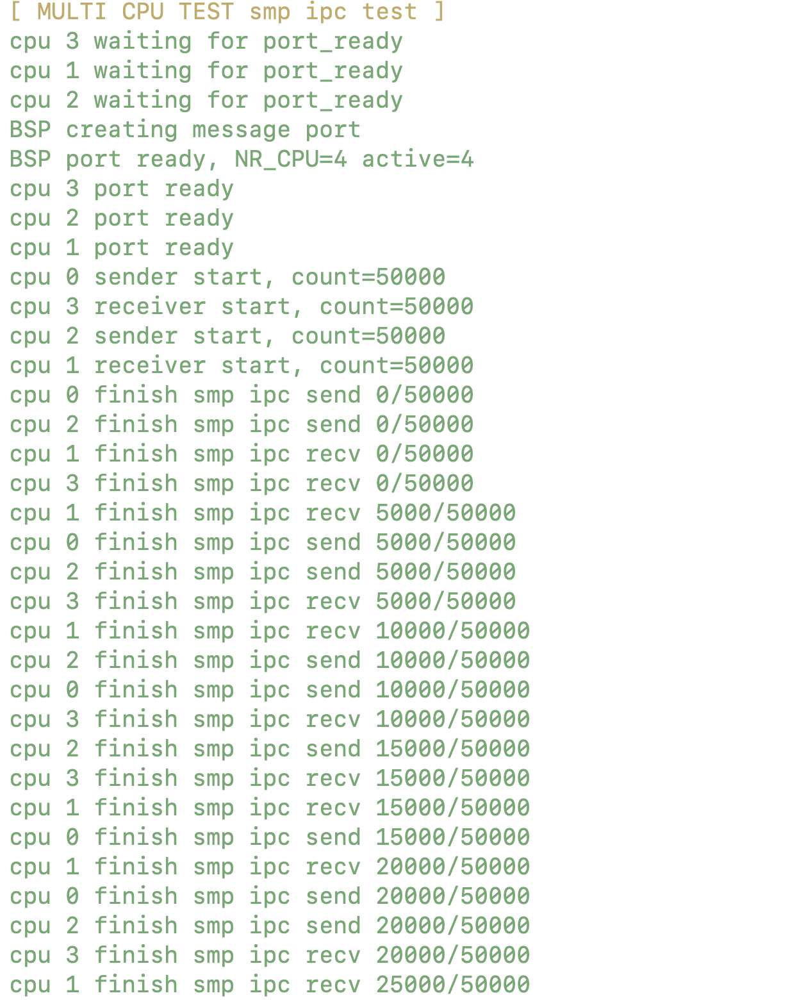 [ MULTI CPU TEST smp ipc test ]
cpu 3 waiting for port_ready
cpu 1 waiting for port_ready
cpu 2 waiting for port_ready
BSP creating message port
BSP port ready, NR_CPU=4 active=4
cpu 3 port ready
cpu 2 port ready
cpu 1 port ready
cpu 0 sender start, count=50000
cpu 3 receiver start, count=50000
cpu 2 sender start, count=50000
cpu 1 receiver start, count=50000
cpu 0 finish smp ipc send 0/50000
cpu 2 finish smp ipc send 0/50000
cpu 1 finish smp ipc recv 0/50000
cpu 3 finish smp ipc recv 0/50000
cpu 1 finish smp ipc recv 5000/50000
cpu 0 finish smp ipc send 5000/50000
cpu 2 finish smp ipc send 5000/50000
cpu 3 finish smp ipc recv 5000/50000
cpu 1 finish smp ipc recv 10000/50000
cpu 2 finish smp ipc send 10000/50000
cpu 0 finish smp ipc send 10000/50000
cpu 3 finish smp ipc recv 10000/50000
cpu 2 finish smp ipc send 15000/50000
cpu 3 finish smp ipc recv 15000/50000
cpu 1 finish smp ipc recv 15000/50000
cpu 0 finish smp ipc send 15000/50000
cpu 1 finish smp ipc recv 20000/50000
cpu 0 finish smp ipc send 20000/50000
cpu 2 finish smp ipc send 20000/50000
cpu 3 finish smp ipc recv 20000/50000
cpu 1 finish smp ipc recv 25000/50000